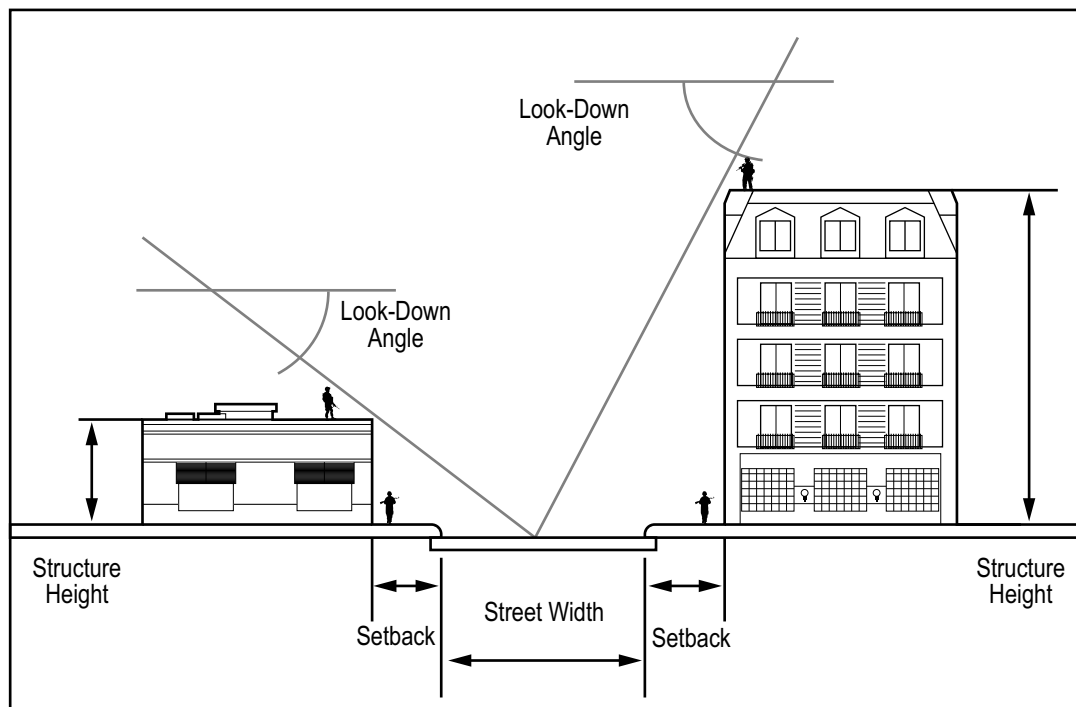 Look-Down
Angle
Look-Down
Angle
Structure
Height
Setback
Street Width
Setback
Structure
Height